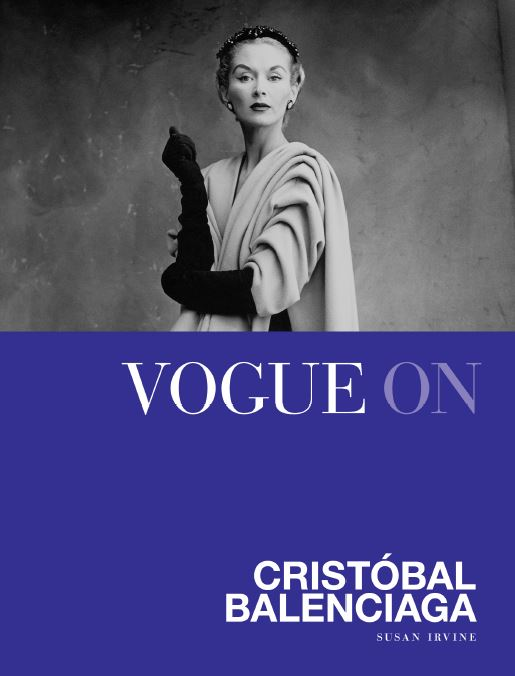 VOGUE ON
CRISTÓBAL
BALENCIAGA
SUSAN IRVINE